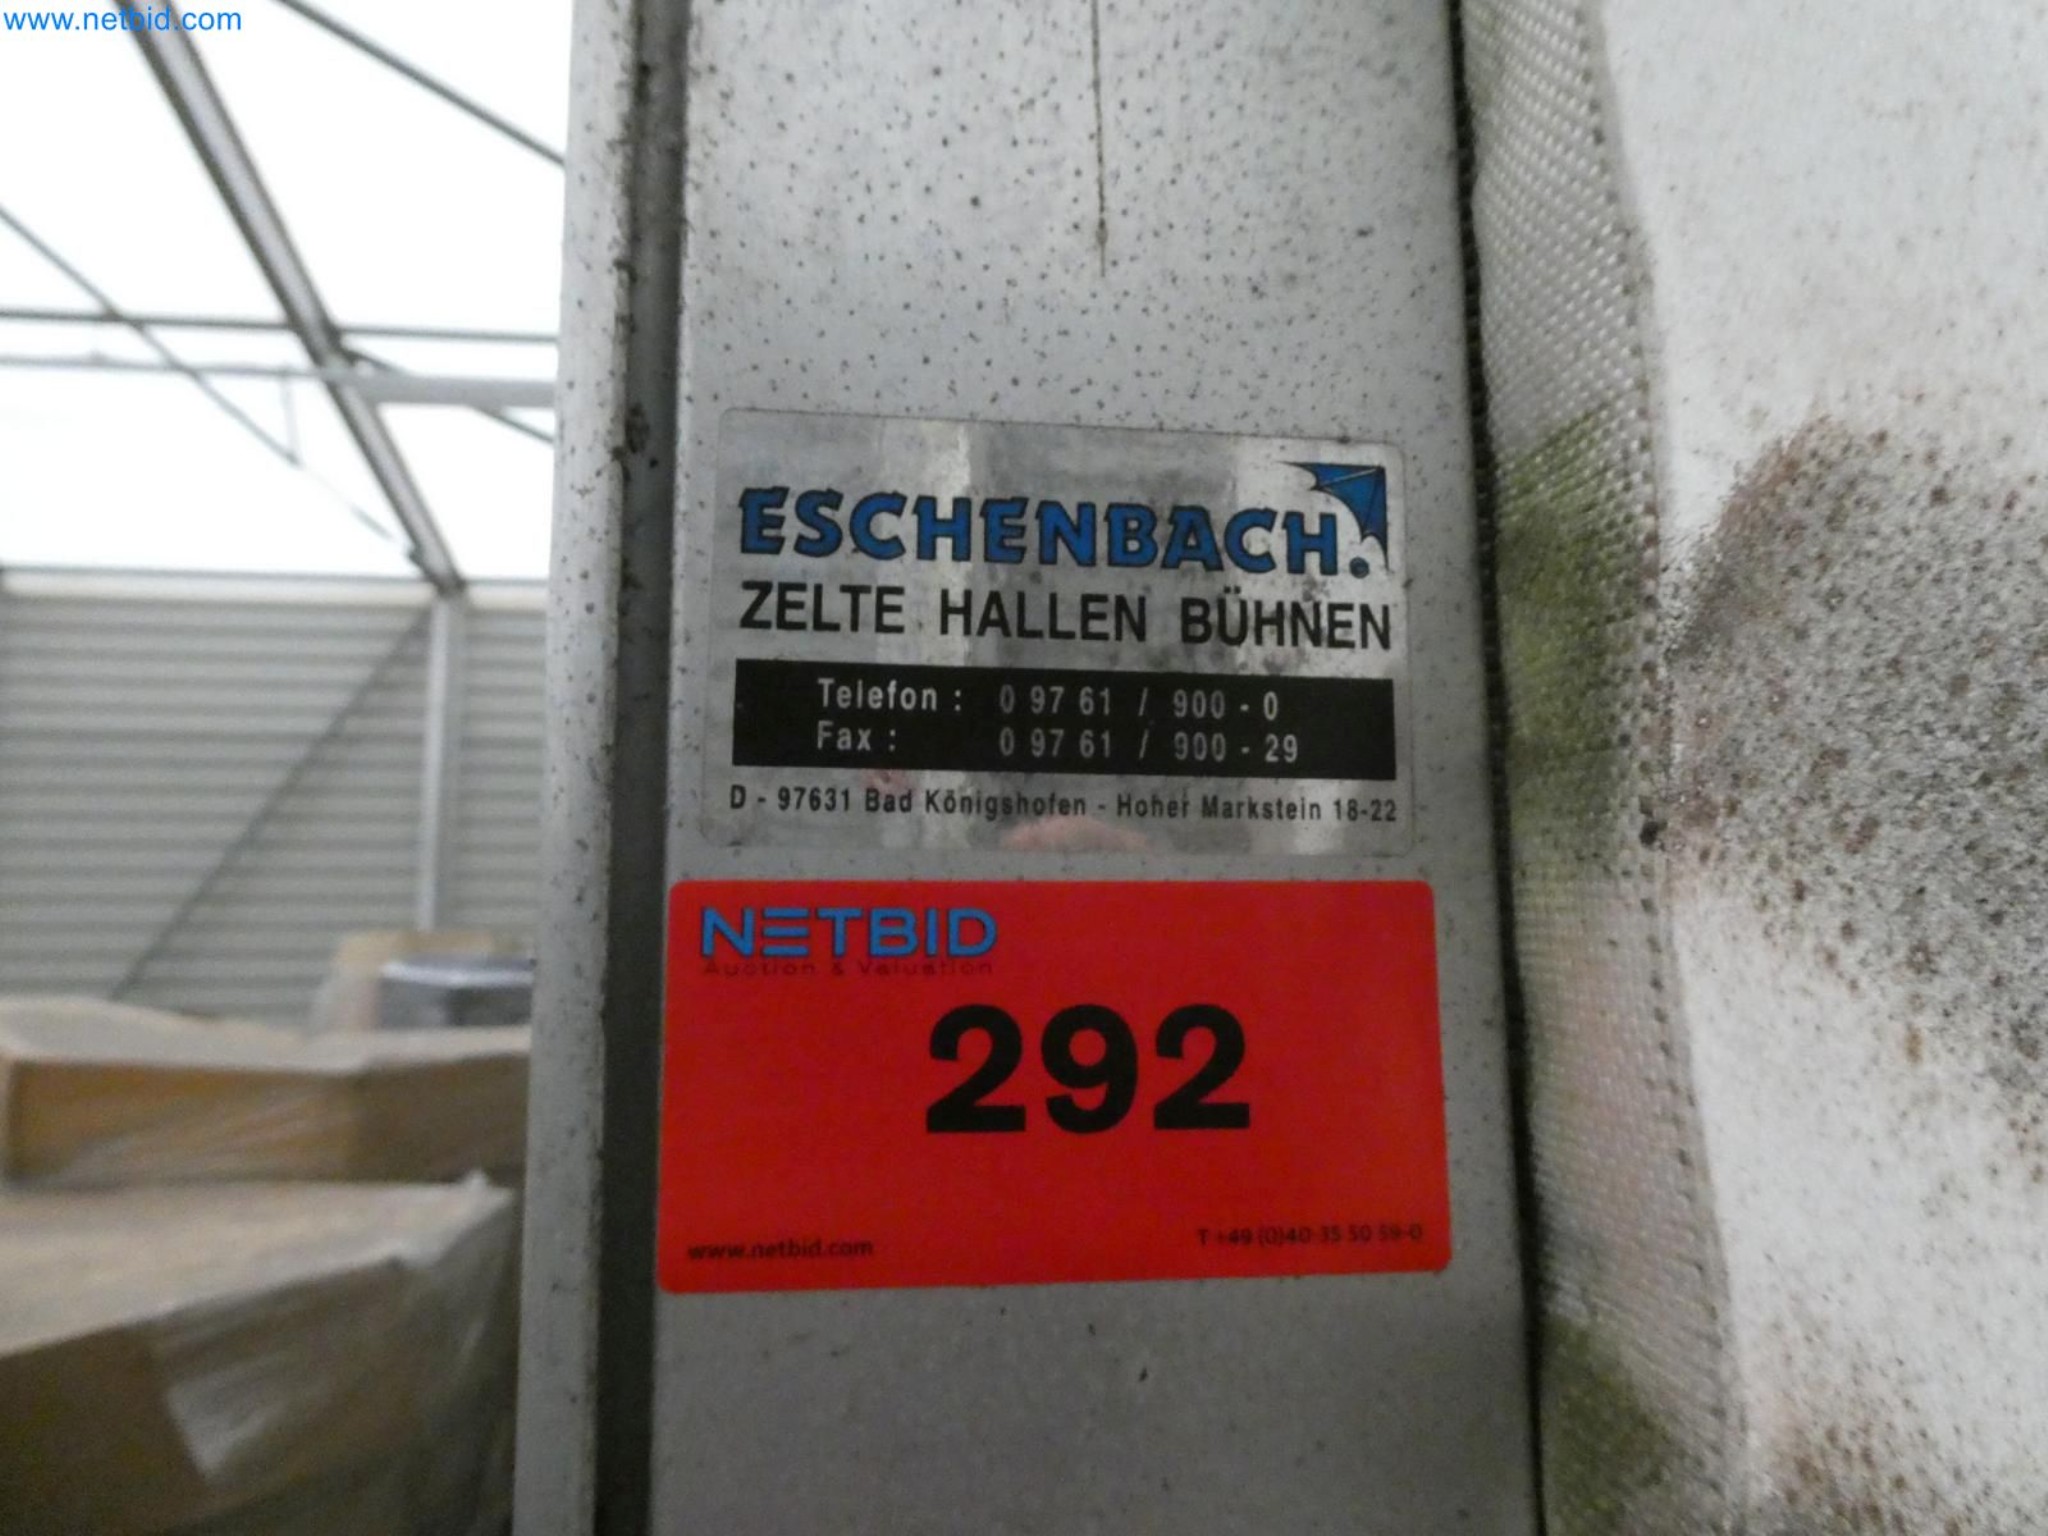 www.netbid.com
ESCHENBACH.
ZELTE HALLEN BÜHNEN
Telefon : 0 97 61 / 900 - 0
Fax : 0 97 61 / 900 - 29
D - 97631 Bad Königshofen - Hoher Markstein 18-22
NETBID
Auction & Valuation
292
www.netbid.com T +49 (0)40 35 50 59-0